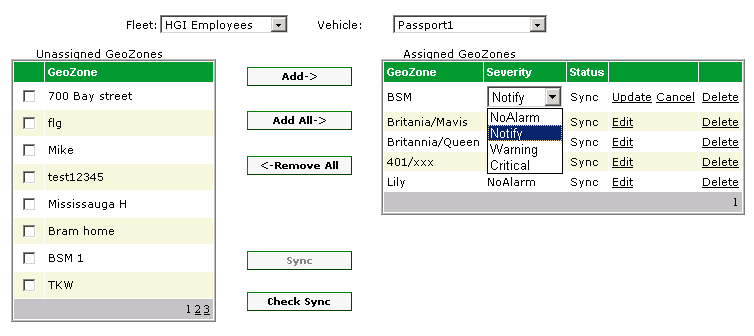 Fleet: HGI Employees Vehicle: Passport1
Unassigned GeoZones
GeoZone
700 Bay street
flg
Mike
test12345
Mississauga H
Bram home
BSM 1
TKW
1 2 3
Add->
Add All->
<-Remove All
Sync
Check Sync
Assigned GeoZones
GeoZone Severity Status
BSM Notify Sync Update Cancel Delete
NoAlarm
Notify
Warning
Critical
Britania/Mavis Sync Edit Delete
Britannia/Queen Sync Edit Delete
401/xxx Sync Edit Delete
Lily NoAlarm Sync Edit Delete
1